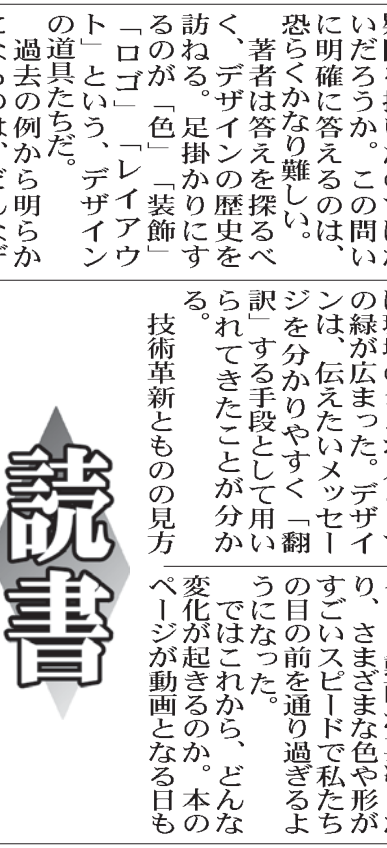 いだろうか。この問い
に明確に答えるのは、
恐らくかなり難しい。
著者は答えを探るべ
く、デザインの歴史を
訪ねる。足掛かりにす
るのが「色」「装飾」
「ロゴ」「レイアウ
ト」という、デザイン
の道具たちだ。
過去の例から明らか
の緑が広まった。デザイ
ンは、伝えたいメッセー
ジを分かりやすく「翻
訳」する手段として用い
られてきたことが分か
る。
技術革新とものの見方
り、さまざまな色や形が
すごいスピードで私たち
の目の前を通り過ぎるよ
うになった。
ではこれから、どんな
変化が起きるのか。本の
ページが動画となる日も
読書